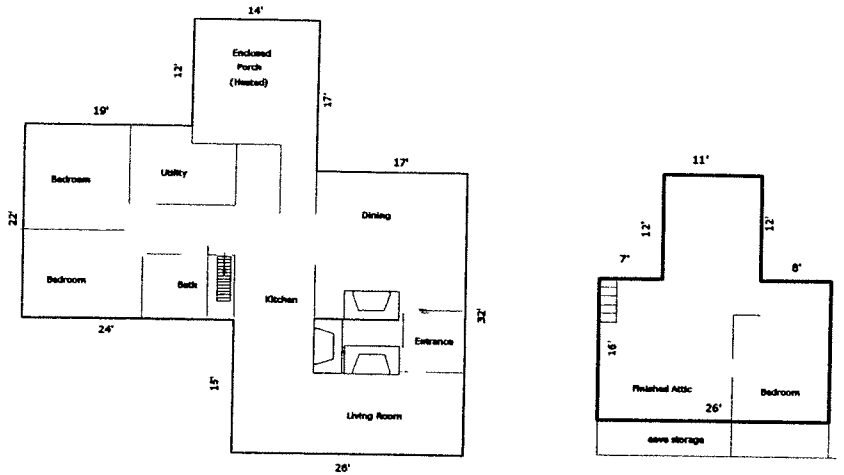 14'
Enclosed
Porch
(Heated)
12'
17'
19'
17'
Bedroom
Utility
Dining
22'
Bedroom
Bath
Kitchen
Entrance
32'
24'
15'
Living Room
26'
11'
12'
12'
7'
8'
16'
Finished Attic
Bedroom
26'
eave storage